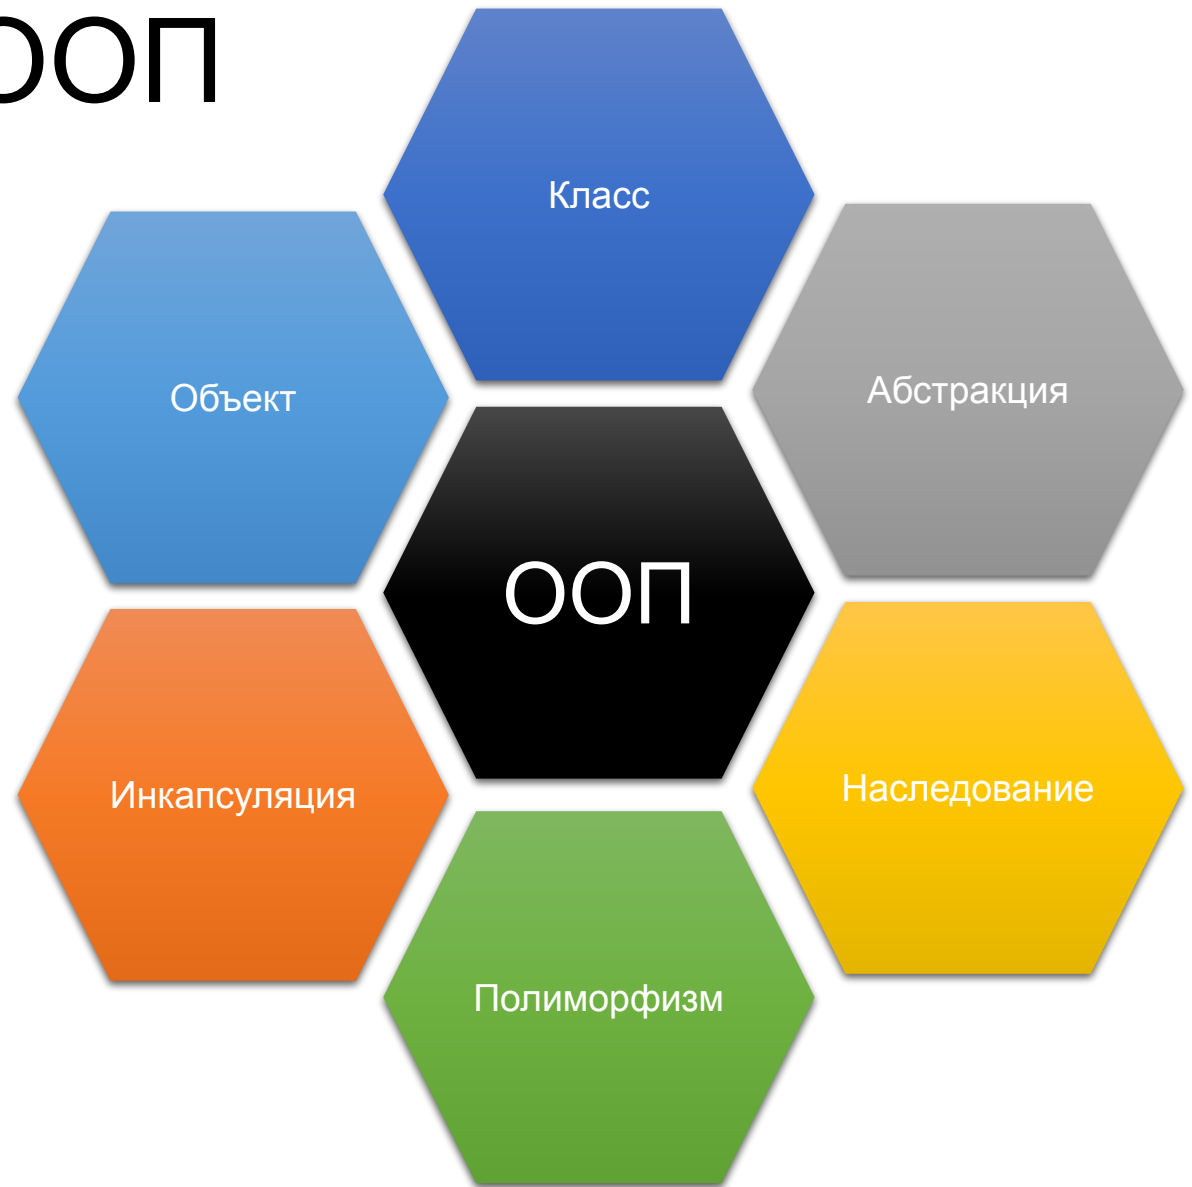 ООП
Класс
Объект
Абстракция
ООП
Инкапсуляция
Наследование
Полиморфизм